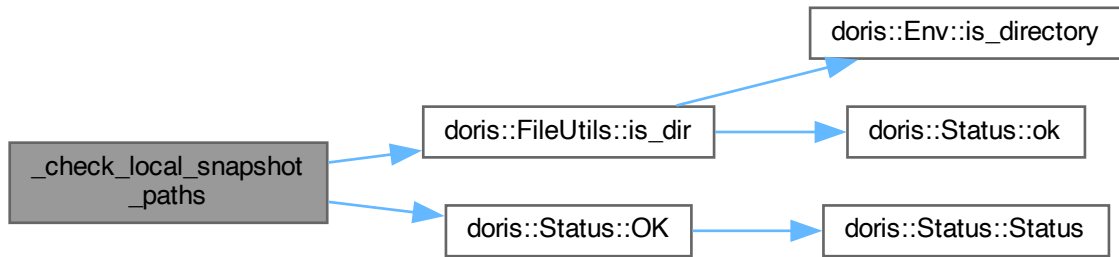 _check_local_snapshot
_paths
doris::FileUtils::is_dir
doris::Env::is_directory
doris::Status::ok
doris::Status::OK
doris::Status::Status